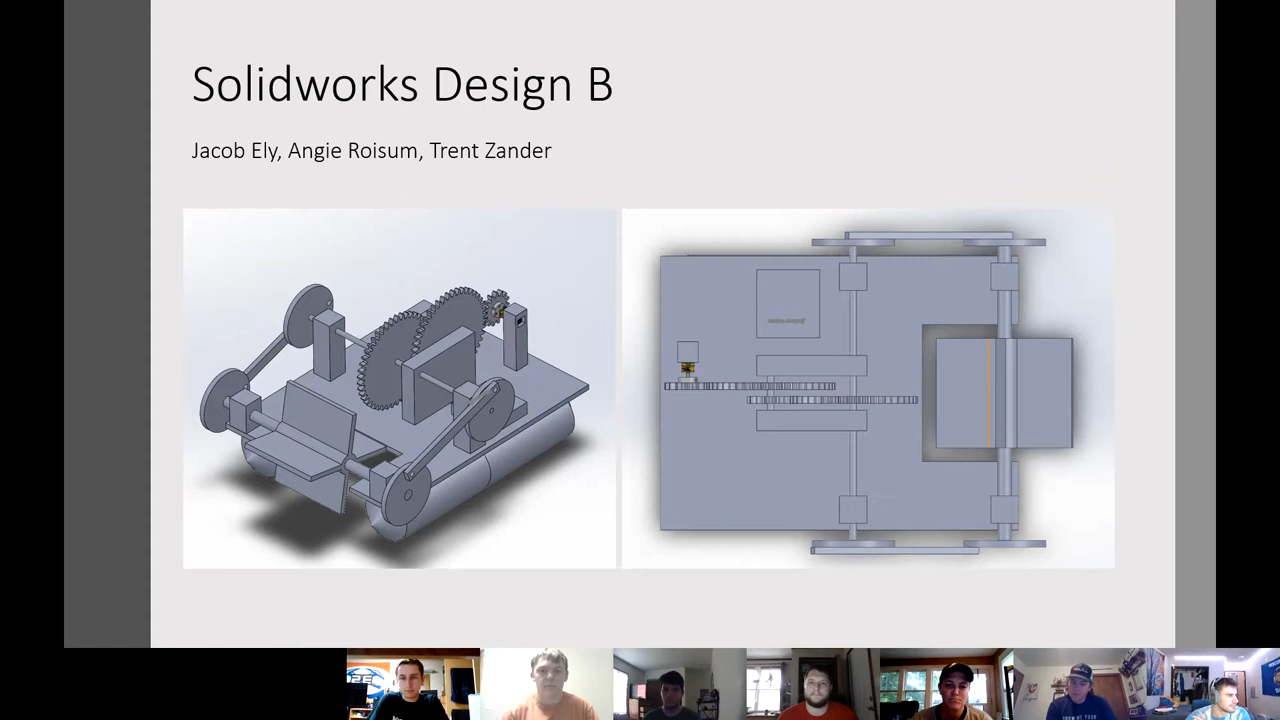 Solidworks Design B
Jacob Ely, Angie Roisum, Trent Zander